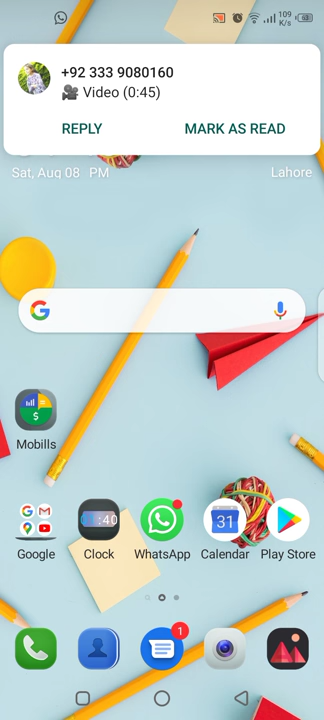 109
K/s
+92 333 9080160
Video (0:45)
REPLY MARK AS READ
Sat, Aug 08 PM Lahore
Mobills
31
Google Clock WhatsApp Calendar Play Store
1